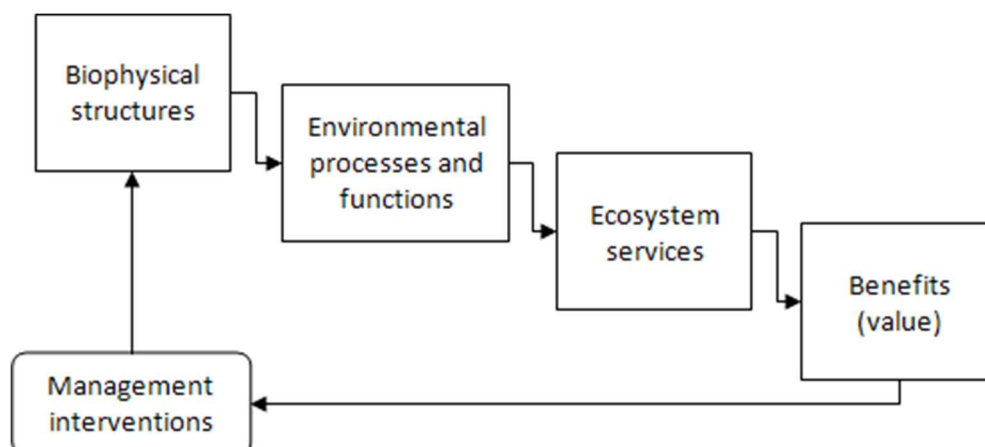 Biophysical
structures
Environmental
processes and
functions
Ecosystem
services
Benefits
(value)
Management
interventions